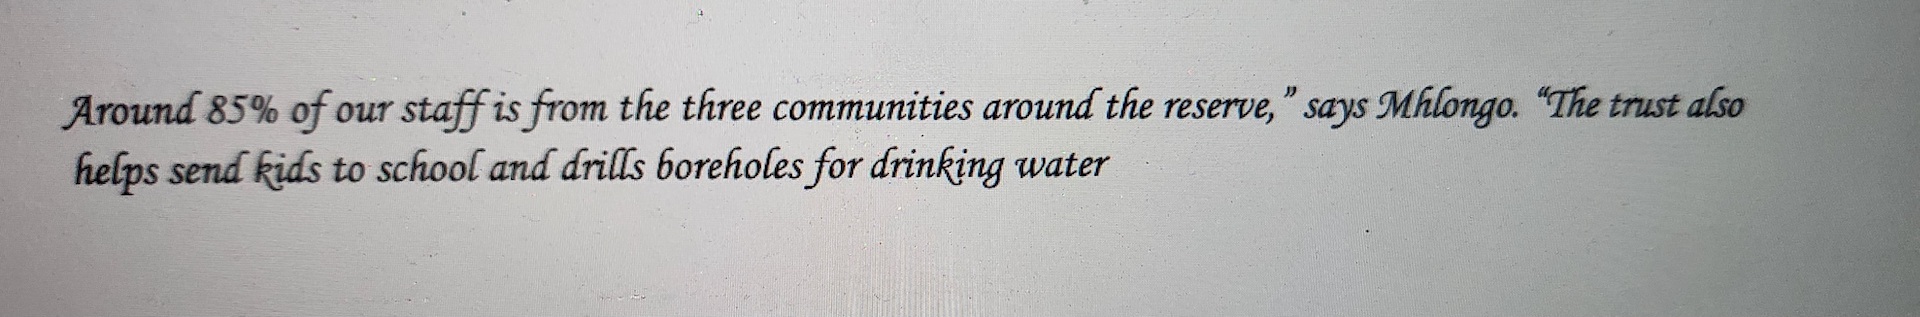 Around 85% of our staff is from the three communities around the reserve,” says Mhlongo. “The trust also
helps send kids to school and drills boreholes for drinking water